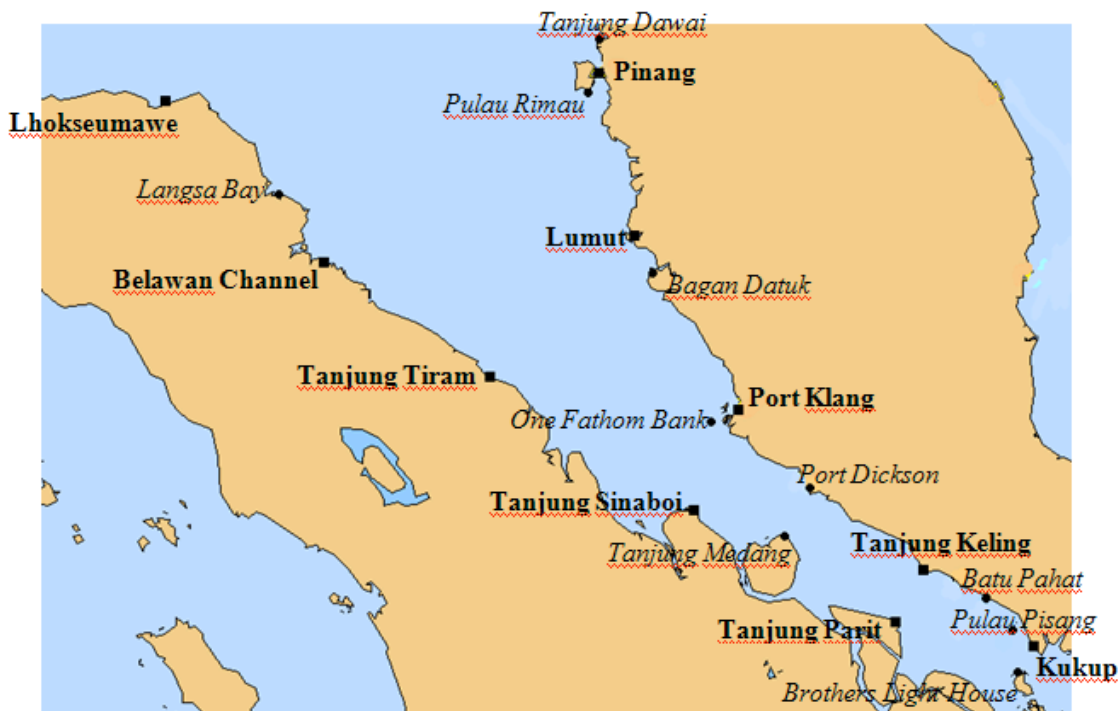 Tanjung Dawai
Pinang
Pulau Rimau
Lhokseumawe
Langsa Bay
Lumut
Belawan Channel
Bagan Datuk
Tanjung Tiram
Port Klang
One Fathom Bank
Port Dickson
Tanjung Sinaboi
Tanjung Medang
Tanjung Keling
Batu Pahat
Pulau Pisang
Tanjung Parit
Kukup
Brothers Light House